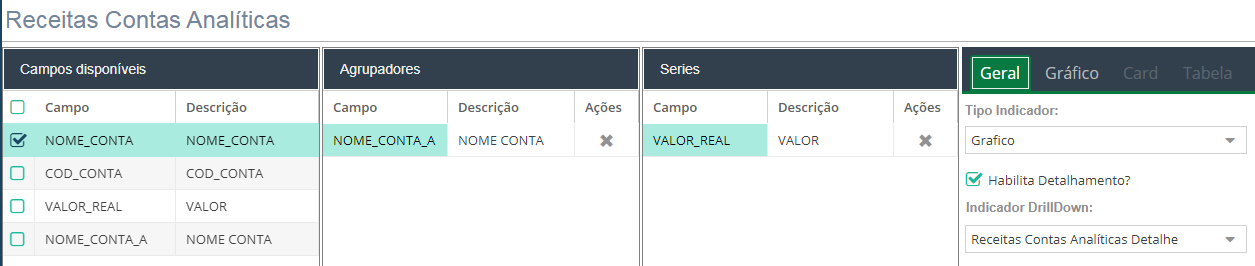 Receitas Contas Analíticas
Campos disponíveis
Campo Descrição
NOME_CONTA NOME_CONTA
COD_CONTA COD_CONTA
VALOR_REAL VALOR
NOME_CONTA_A NOME CONTA
Agrupadores
Campo Descrição Ações
NOME_CONTA_A NOME CONTA
Series
Campo Descrição Ações
VALOR_REAL VALOR
Geral Gráfico Card Tabela
Tipo Indicador:
Grafico
Habilita Detalhamento?
Indicador DrillDown:
Receitas Contas Analíticas Detalhe